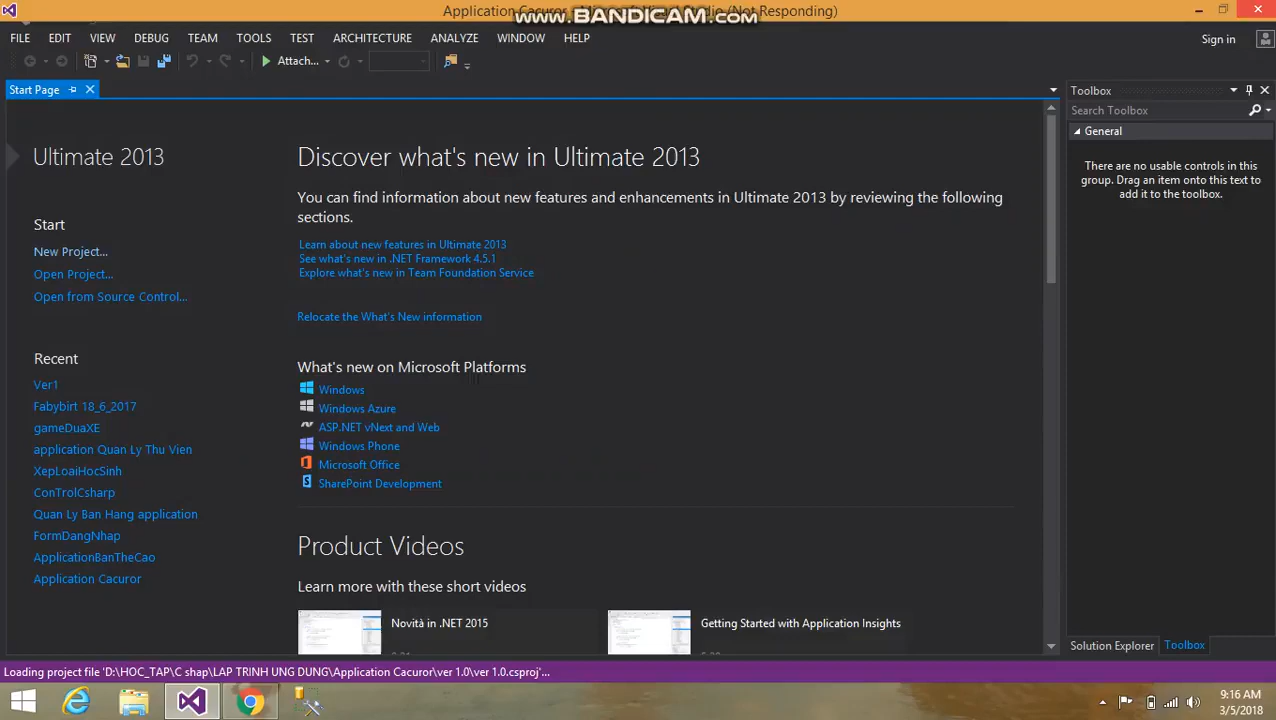 Application Cacuror
(Not Responding)
www.BANDICAM.com
FILE EDIT VIEW DEBUG TEAM TOOLS TEST ARCHITECTURE ANALYZE WINDOW HELP
Sign in
Attach...
Start Page
Toolbox
Search Toolbox
General
There are no usable controls in this
group. Drag an item onto this text to
add it to the toolbox.
Ultimate 2013
Start
New Project...
Open Project...
Open from Source Control...
Recent
Ver1
Fabybirt 18_6_2017
gameDuaXE
application Quan Ly Thu Vien
XepLoaiHocSinh
ConTrolCsharp
Quan Ly Ban Hang application
FormDangNhap
ApplicationBanTheCao
Application Cacuror
Discover what's new in Ultimate 2013
You can find information about new features and enhancements in Ultimate 2013 by reviewing the following
sections.
Learn about new features in Ultimate 2013
See what's new in .NET Framework 4.5.1
Explore what's new in Team Foundation Service
Relocate the What's New information
What's new on Microsoft Platforms
Windows
Windows Azure
ASP.NET vNext and Web
Windows Phone
Microsoft Office
SharePoint Development
Product Videos
Learn more with these short videos
Novità in .NET 2015
Getting Started with Application Insights
Solution Explorer
Toolbox
Loading project file 'D:\HOC_TAP\C shap\LAP TRINH UNG DUNG\Application Cacuror\ver 1.0\ver 1.0.csproj'...
9:16 AM
3/5/2018